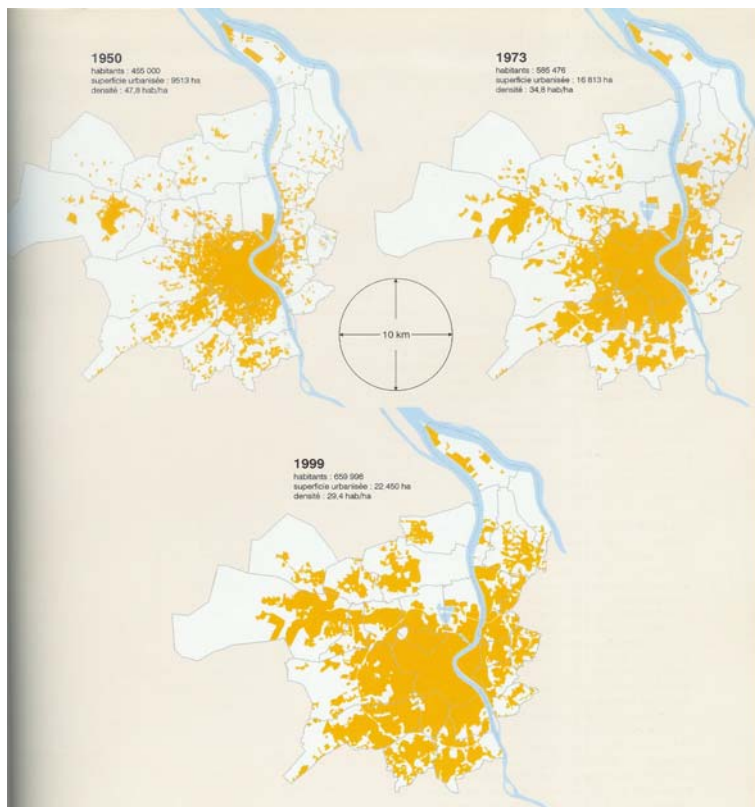 1950
habitants : 455 000
superficie urbanisée : 9513 ha
densité : 47,8 hab/ha
1973
habitants : 585 476
superficie urbanisée : 16 813 ha
densité : 34,8 hab/ha
10 km
1999
habitants : 659 998
superficie urbanisée : 22.450 ha
densité : 29,4 hab/ha